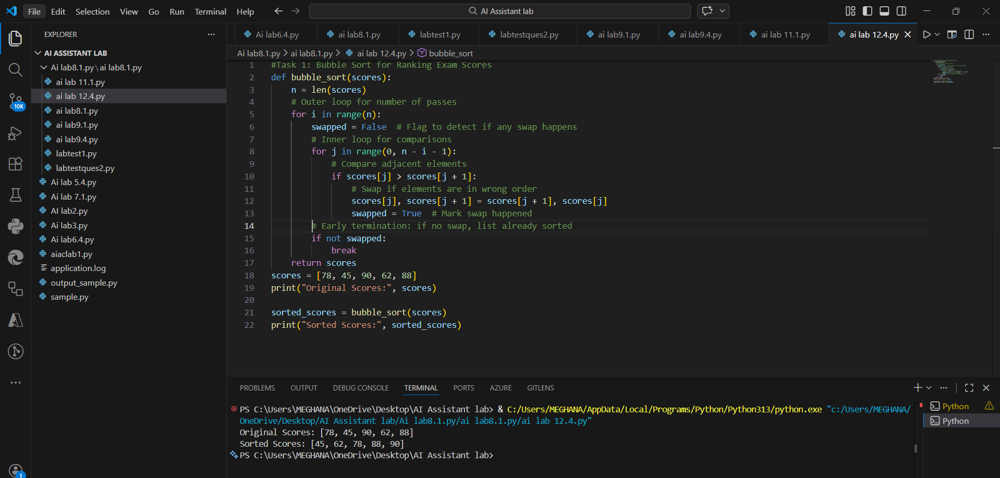 File Edit Selection View Go Run Terminal Help
AI Assistant lab
EXPLORER
AI ASSISTANT LAB
Ai lab8.1.py\ai lab8.1.py
ai lab 11.1.py
ai lab 12.4.py
ai lab8.1.py
ai lab9.1.py
ai lab9.4.py
labtest1.py
labtestques2.py
Ai lab 5.4.py
Ai lab 7.1.py
AI lab2.py
Ai lab3.py
Ai lab6.4.py
aiaclab1.py
application.log
output_sample.py
sample.py
10K
1
Ai lab6.4.py ai lab8.1.py labtest1.py labtestques2.py ai lab9.1.py ai lab9.4.py ai lab 11.1.py ai lab 12.4.py
Ai lab8.1.py > ai lab8.1.py > ai lab 12.4.py > bubble_sort
1 #Task 1: Bubble Sort for Ranking Exam Scores
2 def bubble_sort(scores):
3 n = len(scores)
4 # Outer loop for number of passes
5 for i in range(n):
6 swapped = False # Flag to detect if any swap happens
7 # Inner loop for comparisons
8 for j in range(0, n - i - 1):
9 # Compare adjacent elements
10 if scores[j] > scores[j + 1]:
11 # Swap if elements are in wrong order
12 scores[j], scores[j + 1] = scores[j + 1], scores[j]
13 swapped = True # Mark swap happened
14 # Early termination: if no swap, list already sorted
15 if not swapped:
16 break
17 return scores
18 scores = [78, 45, 90, 62, 88]
19 print("Original Scores:", scores)
20
21 sorted_scores = bubble_sort(scores)
22 print("Sorted Scores:", sorted_scores)
PROBLEMS OUTPUT DEBUG CONSOLE TERMINAL PORTS AZURE GITLENS
PS C:\Users\MEGHANA\OneDrive\Desktop\AI Assistant lab> & C:/Users/MEGHANA/AppData/Local/Programs/Python/Python313/python.exe "c:/Users/MEGHANA/
OneDrive/Desktop/AI Assistant lab/Ai lab8.1.py/ai lab8.1.py/ai lab 12.4.py"
Original Scores: [78, 45, 90, 62, 88]
Sorted Scores: [45, 62, 78, 88, 90]
PS C:\Users\MEGHANA\OneDrive\Desktop\AI Assistant lab>
Python
Python